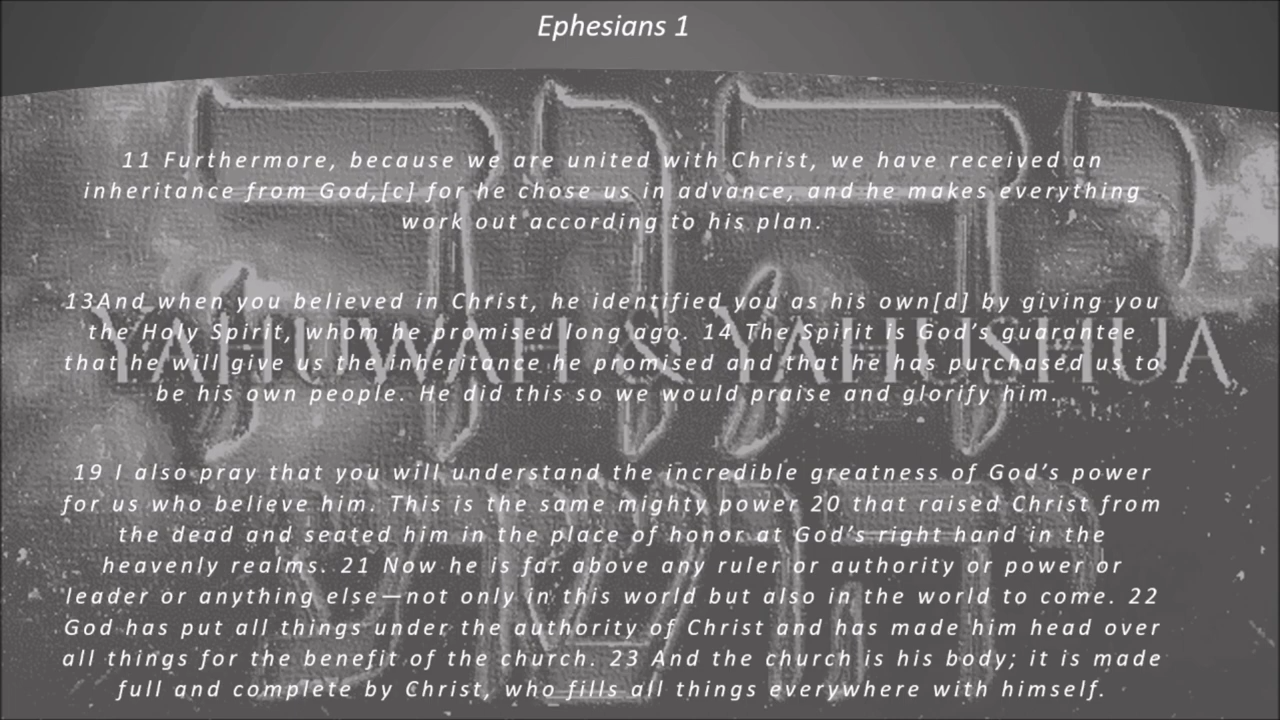 Ephesians 1
11 Furthermore, because we are united with Christ, we have received an
inheritance from God,[c] for he chose us in advance, and he makes everything
work out according to his plan.
13And when you believed in Christ, he identified you as his own[d] by giving you
the Holy Spirit, whom he promised long ago. 14 The Spirit is God’s guarantee
that he will give us the inheritance he promised and that he has purchased us to
be his own people. He did this so we would praise and glorify him.
19 I also pray that you will understand the incredible greatness of God’s power
for us who believe him. This is the same mighty power 20 that raised Christ from
the dead and seated him in the place of honor at God’s right hand in the
heavenly realms. 21 Now he is far above any ruler or authority or power or
leader or anything else—not only in this world but also in the world to come. 22
God has put all things under the authority of Christ and has made him head over
all things for the benefit of the church. 23 And the church is his body; it is made
full and complete by Christ, who fills all things everywhere with himself.
יהוה
YAHUWAH & YAHUSHUA
יהושע